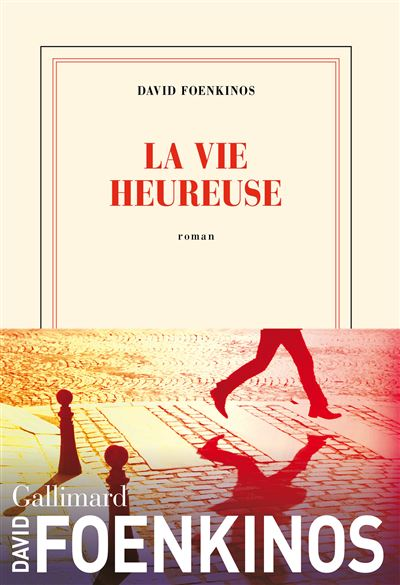 DAVID FOENKINOS
LA VIE
HEUREUSE
roman
Gallimard
DAVID
FOENKINOS